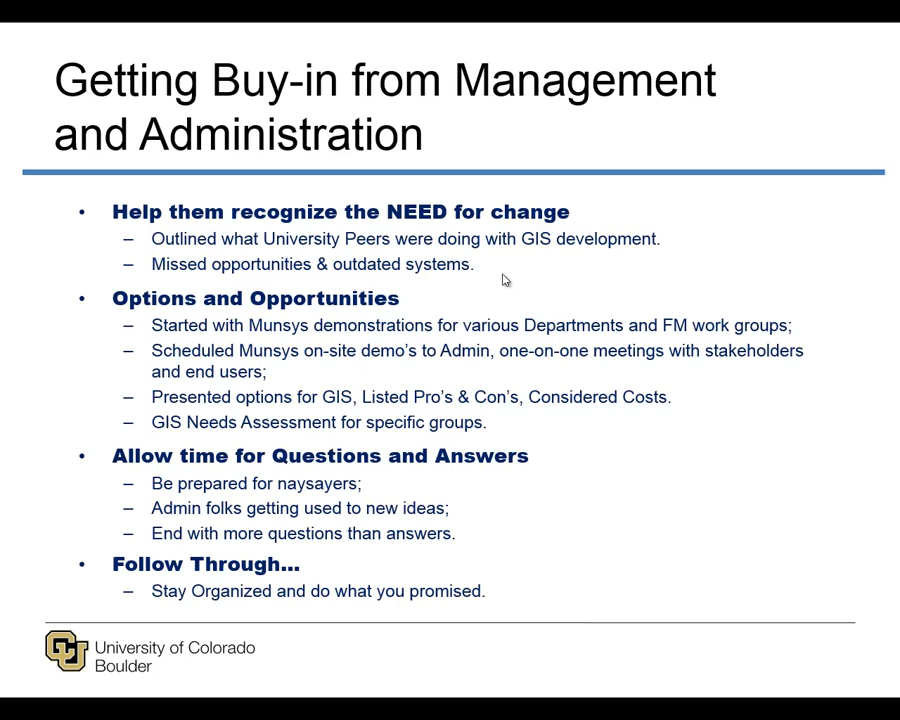 Getting Buy-in from Management
and Administration
• Help them recognize the NEED for change
– Outlined what University Peers were doing with GIS development.
– Missed opportunities & outdated systems.
• Options and Opportunities
– Started with Munsys demonstrations for various Departments and FM work groups;
– Scheduled Munsys on-site demo's to Admin, one-on-one meetings with stakeholders
and end users;
– Presented options for GIS, Listed Pro's & Con's, Considered Costs.
– GIS Needs Assessment for specific groups.
• Allow time for Questions and Answers
– Be prepared for naysayers;
– Admin folks getting used to new ideas;
– End with more questions than answers.
• Follow Through…
– Stay Organized and do what you promised.
CU
University of Colorado
Boulder